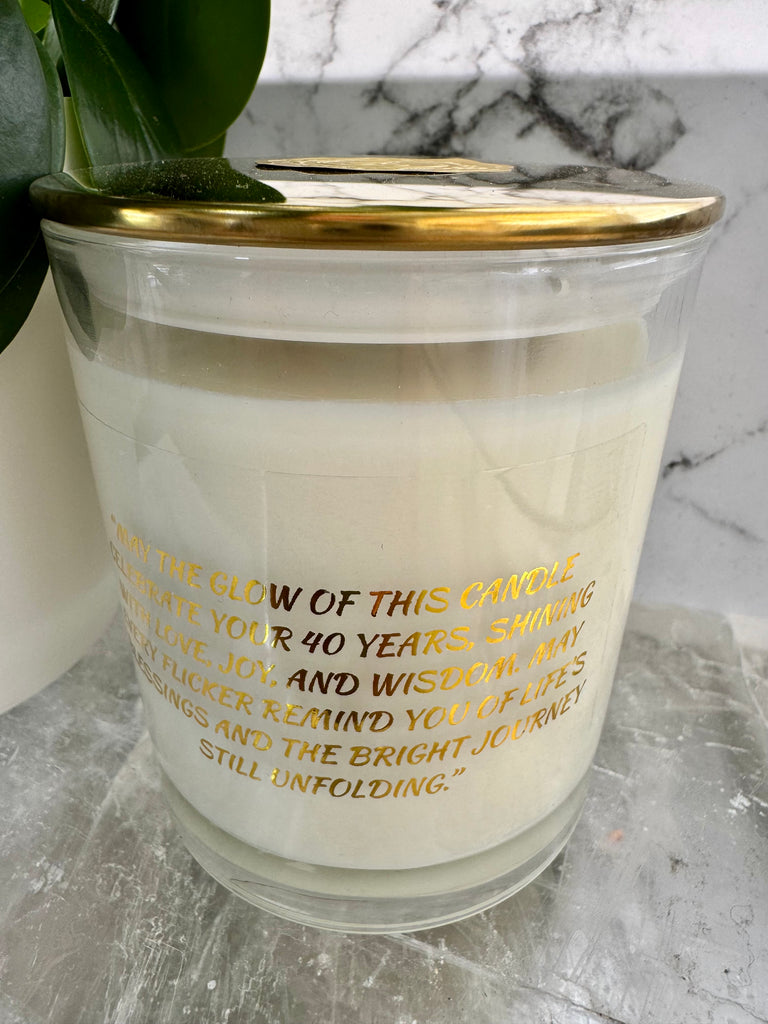 “MAY THE GLOW OF THIS CANDLE
CELEBRATE YOUR 40 YEARS, SHINING
WITH LOVE, JOY, AND WISDOM. MAY
EVERY FLICKER REMIND YOU OF LIFE'S
BLESSINGS AND THE BRIGHT JOURNEY
STILL UNFOLDING.”